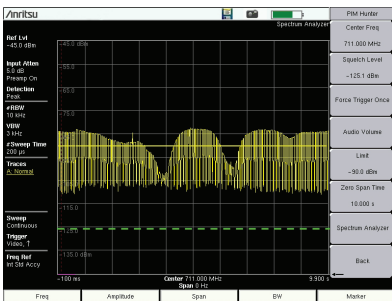 /Inritsu
Spectrum Analyzer
PIM Hunter
Center Freq
711.000 MHz
Squelch Level
-125.1 dBm
Force Trigger Once
Audio Volume
Limit
-90.0 dBm
Zero Span Time
10.000 s
Spectrum Analyzer
Back
Ref Lvl
-45.0 dBm
Input Atten
5.0 dB
Preamp On
Detection
Peak
#RBW
10 kHz
VBW
3 kHz
#Sweep Time
200 µs
Traces
A: Normal
Sweep
Continuous
Trigger
Video, ↑
Freq Ref
Int Std Accy
-45.0 dBm
-55.0
-65.0
-75.0
-115.0
-125.0
-135.0 dBm
-100 ms
Center 711.000 MHz
Span 0 Hz
9.900 s
Freq
Amplitude
Span
BW
Marker